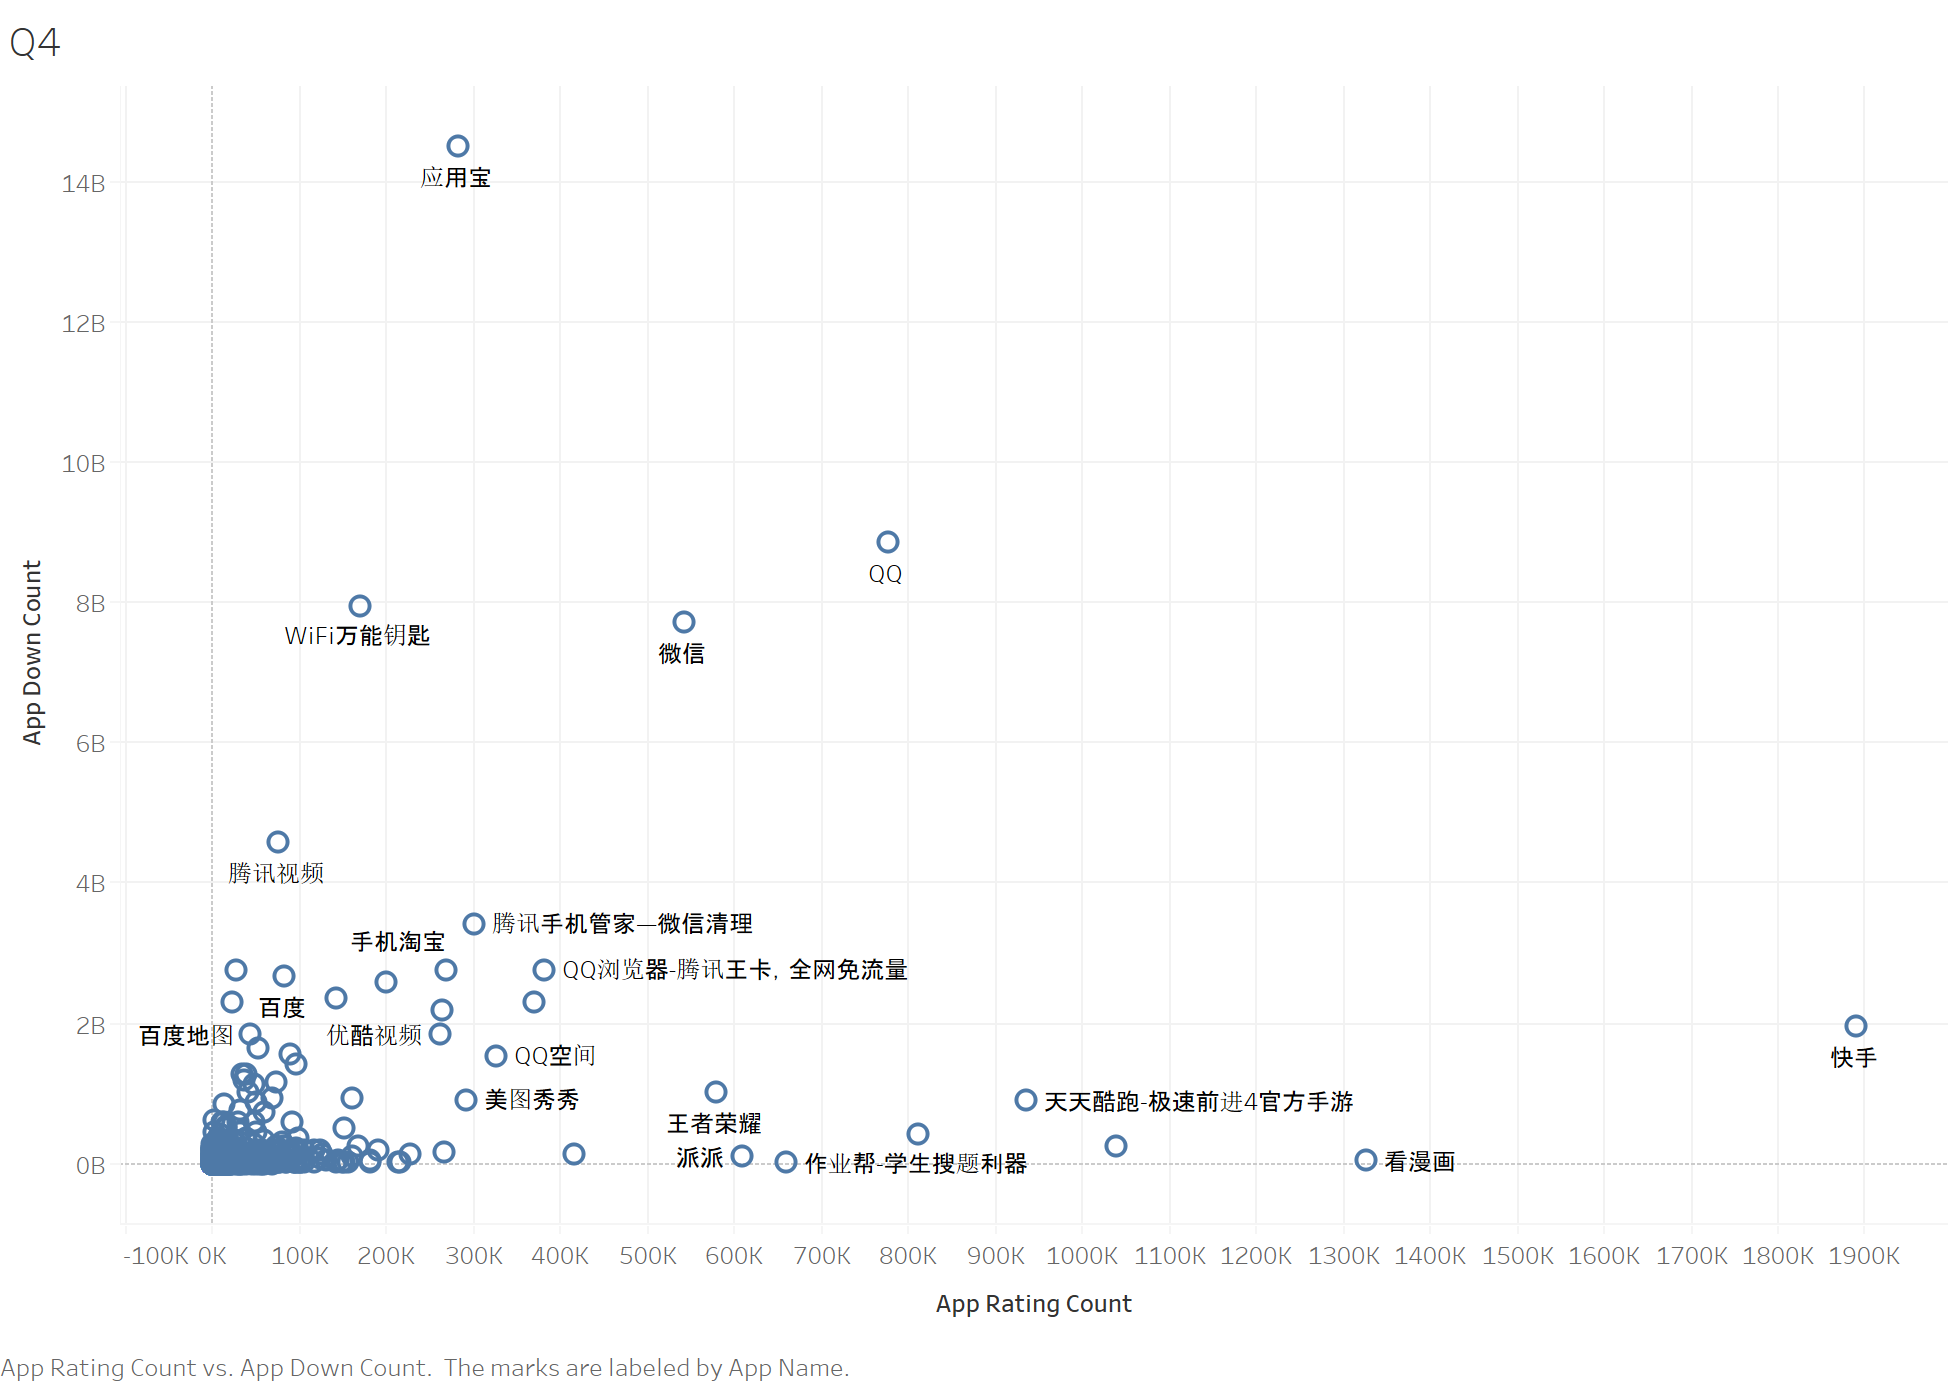 Q4
14B
12B
10B
8B
6B
4B
2B
0B
App Down Count
应用宝
QQ
WiFi万能钥匙
微信
腾讯视频
腾讯手机管家—微信清理
手机淘宝
QQ浏览器-腾讯王卡，全网免流量
百度
百度地图
优酷视频
快手
QQ空间
美图秀秀
天天酷跑-极速前进4官方手游
王者荣耀
派派
作业帮-学生搜题利器
看漫画
-100K 0K 100K 200K 300K 400K 500K 600K 700K 800K 900K 1000K 1100K 1200K 1300K 1400K 1500K 1600K 1700K 1800K 1900K
App Rating Count
App Rating Count vs. App Down Count. The marks are labeled by App Name.